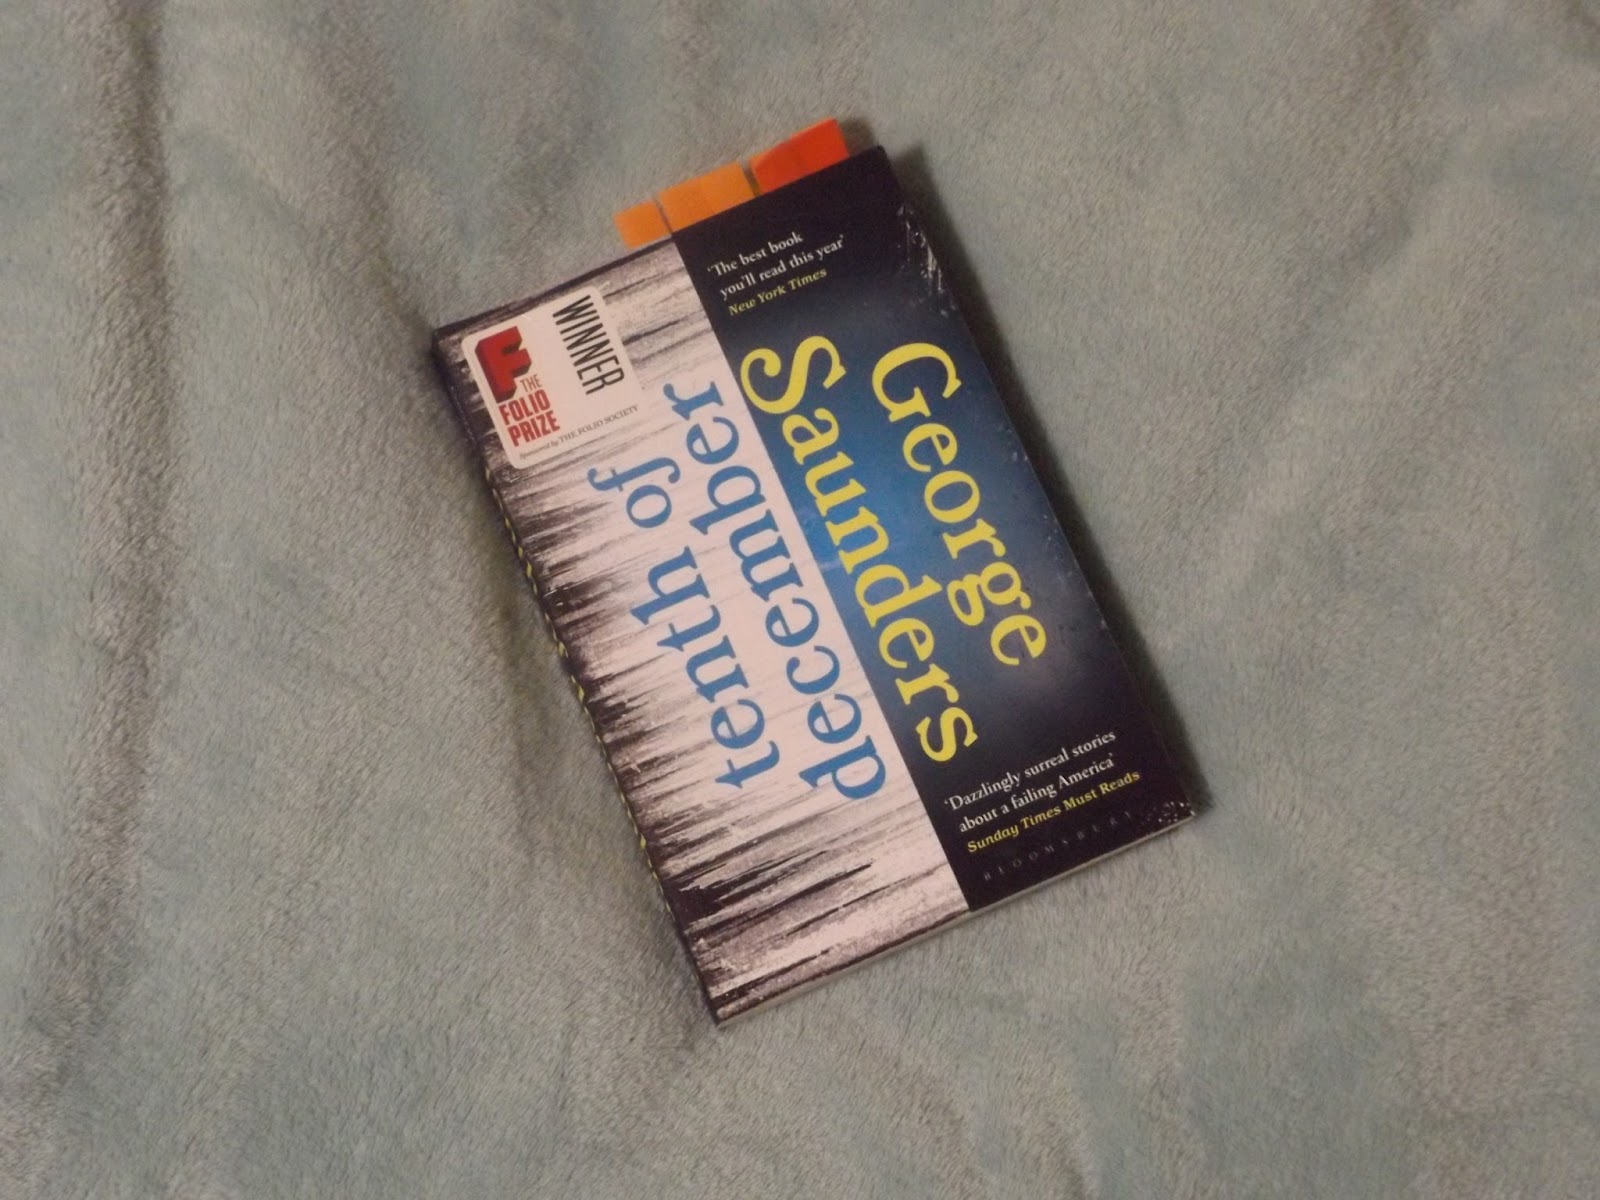 'The best book
you'll read this year'
New York Times
George
Saunders
tenth of
december
WINNER
F
THE
FOLIO
PRIZE
Sponsored by THE FOLIO SOCIETY
'Dazzlingly surreal stories
about a failing America'
Sunday Times Must Reads
BLOOMSBURY